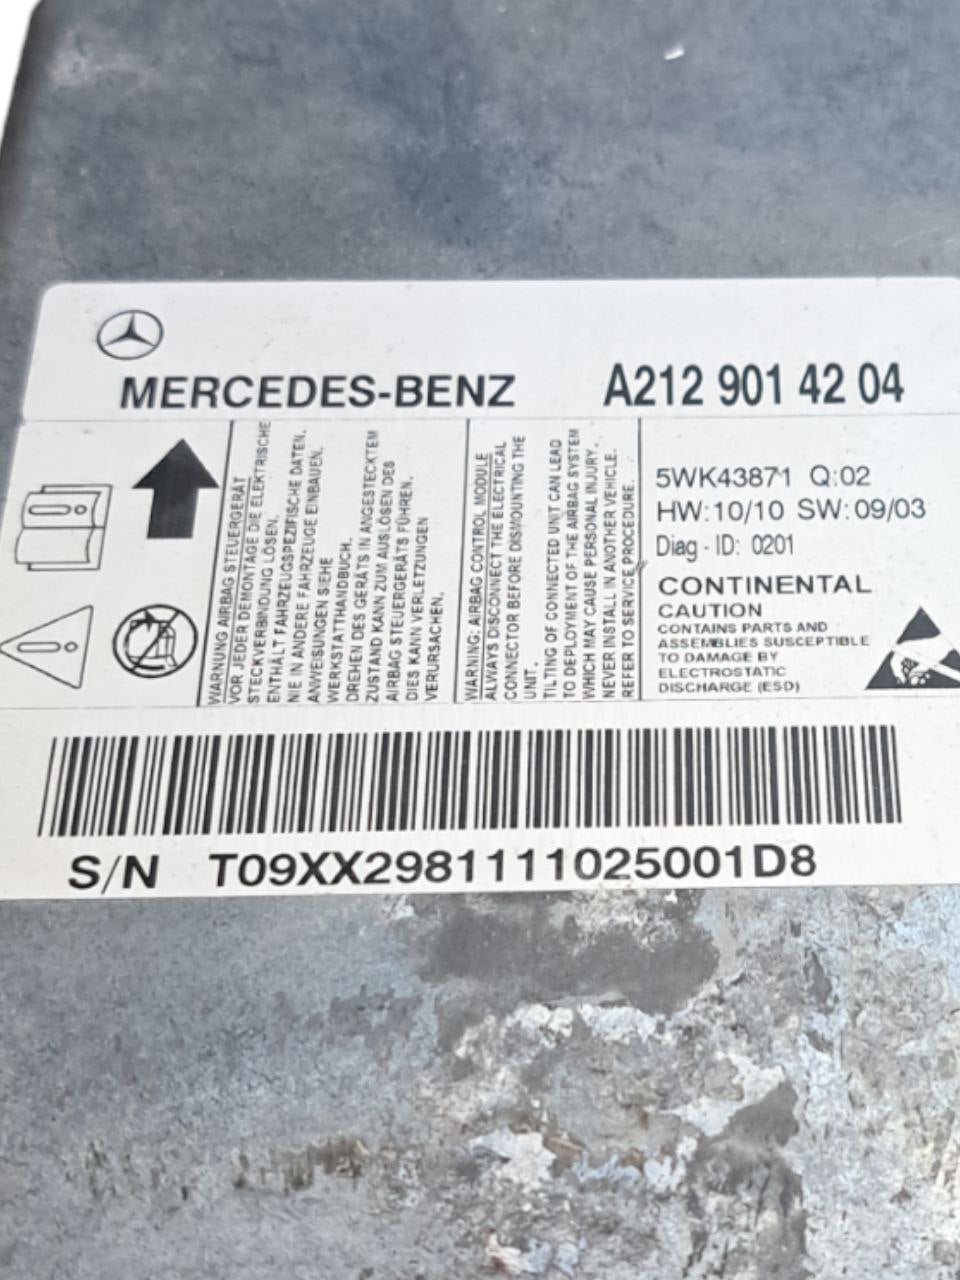 MERCEDES-BENZ A212 901 42 04
WARNUNG AIRBAG STEUERGERÄT
VOR JEDER DEMONTAGE DIE ELEKTRISCHE
STECKVERBINDUNG LÖSEN.
ENTHÄLT FAHRZEUGSPEZIFISCHE DATEN.
NIE IN ANDERE FAHRZEUGE EINBAUEN.
ANWEISUNGEN SIEHE
WERKSTATTHANDBUCH.
DREHEN DES GERÄTS IN ANGESTECKTEM
ZUSTAND KANN ZUM AUSLÖSEN DES
AIRBAG STEUERGERÄTS FÜHREN.
DIES KANN VERLETZUNGEN
VERURSACHEN.
WARNING: AIRBAG CONTROL MODULE
ALWAYS DISCONNECT THE ELECTRICAL
CONNECTOR BEFORE DISMOUNTING THE
UNIT.
TILTING OF CONNECTED UNIT CAN LEAD
TO DEPLOYMENT OF THE AIRBAG SYSTEM
WHICH MAY CAUSE PERSONAL INJURY.
NEVER INSTALL IN ANOTHER VEHICLE.
REFER TO SERVICE PROCEDURE.
5WK43871 Q:02
HW:10/10 SW:09/03
Diag - ID: 0201
CONTINENTAL
CAUTION
CONTAINS PARTS AND
ASSEMBLIES SUSCEPTIBLE
TO DAMAGE BY
ELECTROSTATIC
DISCHARGE (ESD)
S/N T09XX2981111025001D8